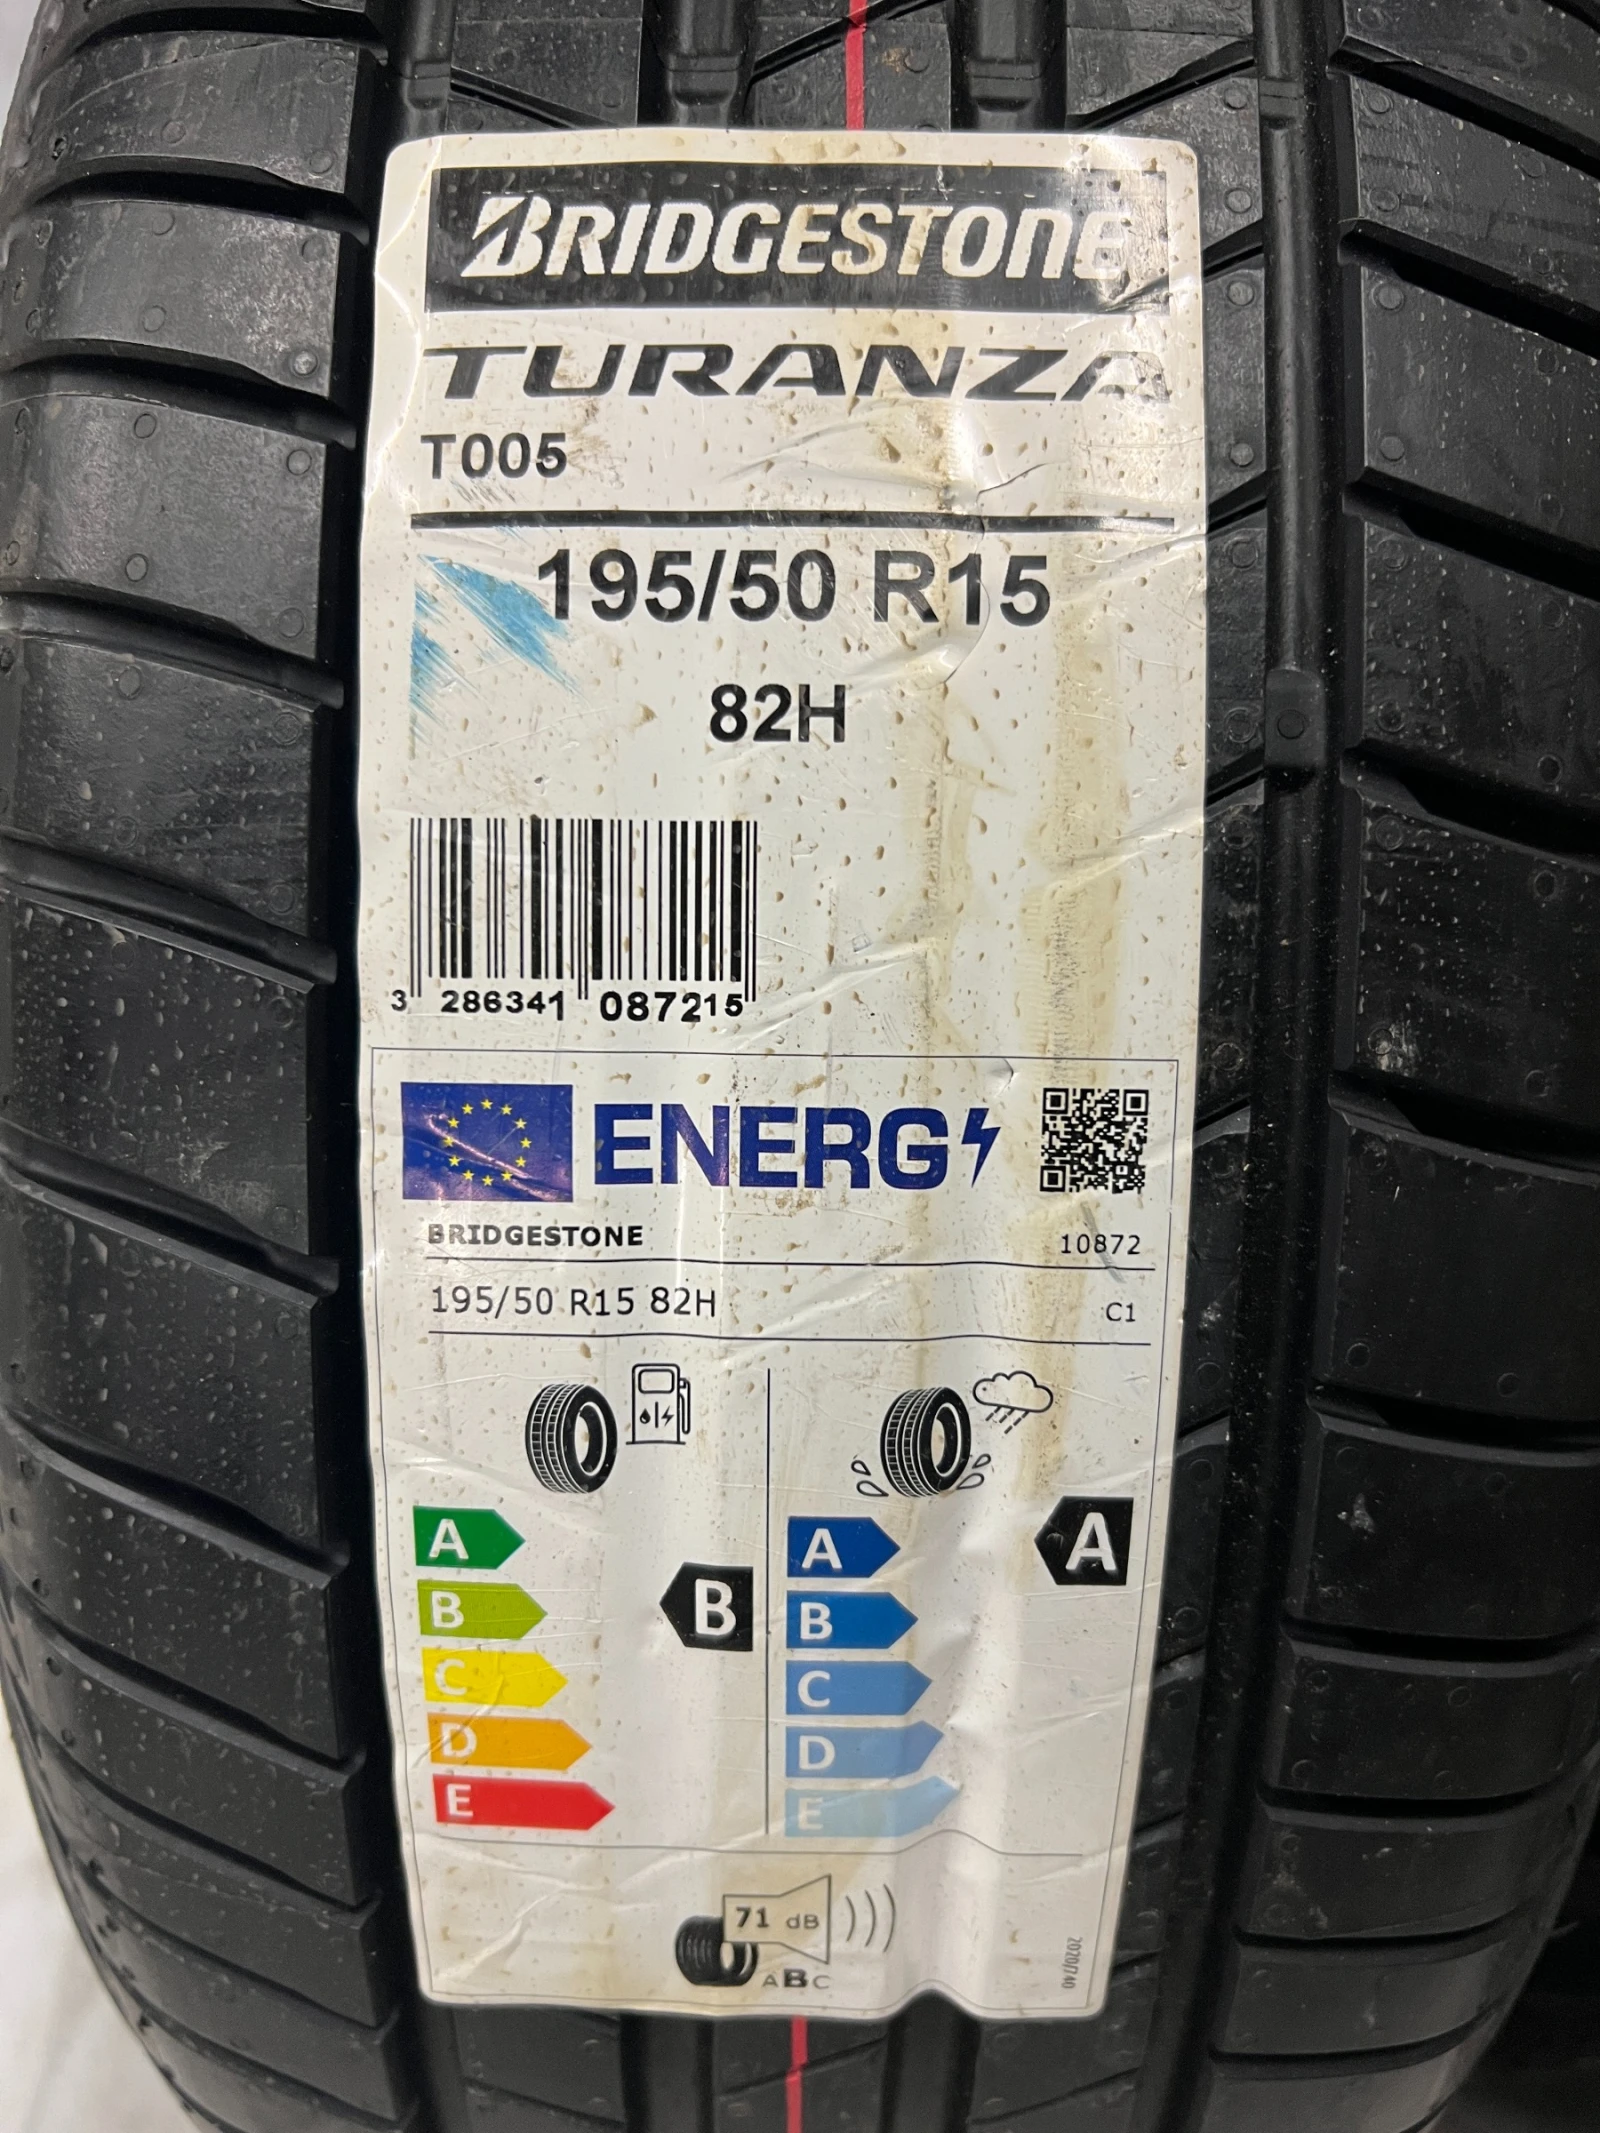 BRIDGESTONE
TURANZA
T005
195/50 R15
82H
3 286341 087215
ENERG
BRIDGESTONE 10872
195/50 R15 82H C1
A A A
B B B
C C
D D
E E
71 dB
ABC
2020/740